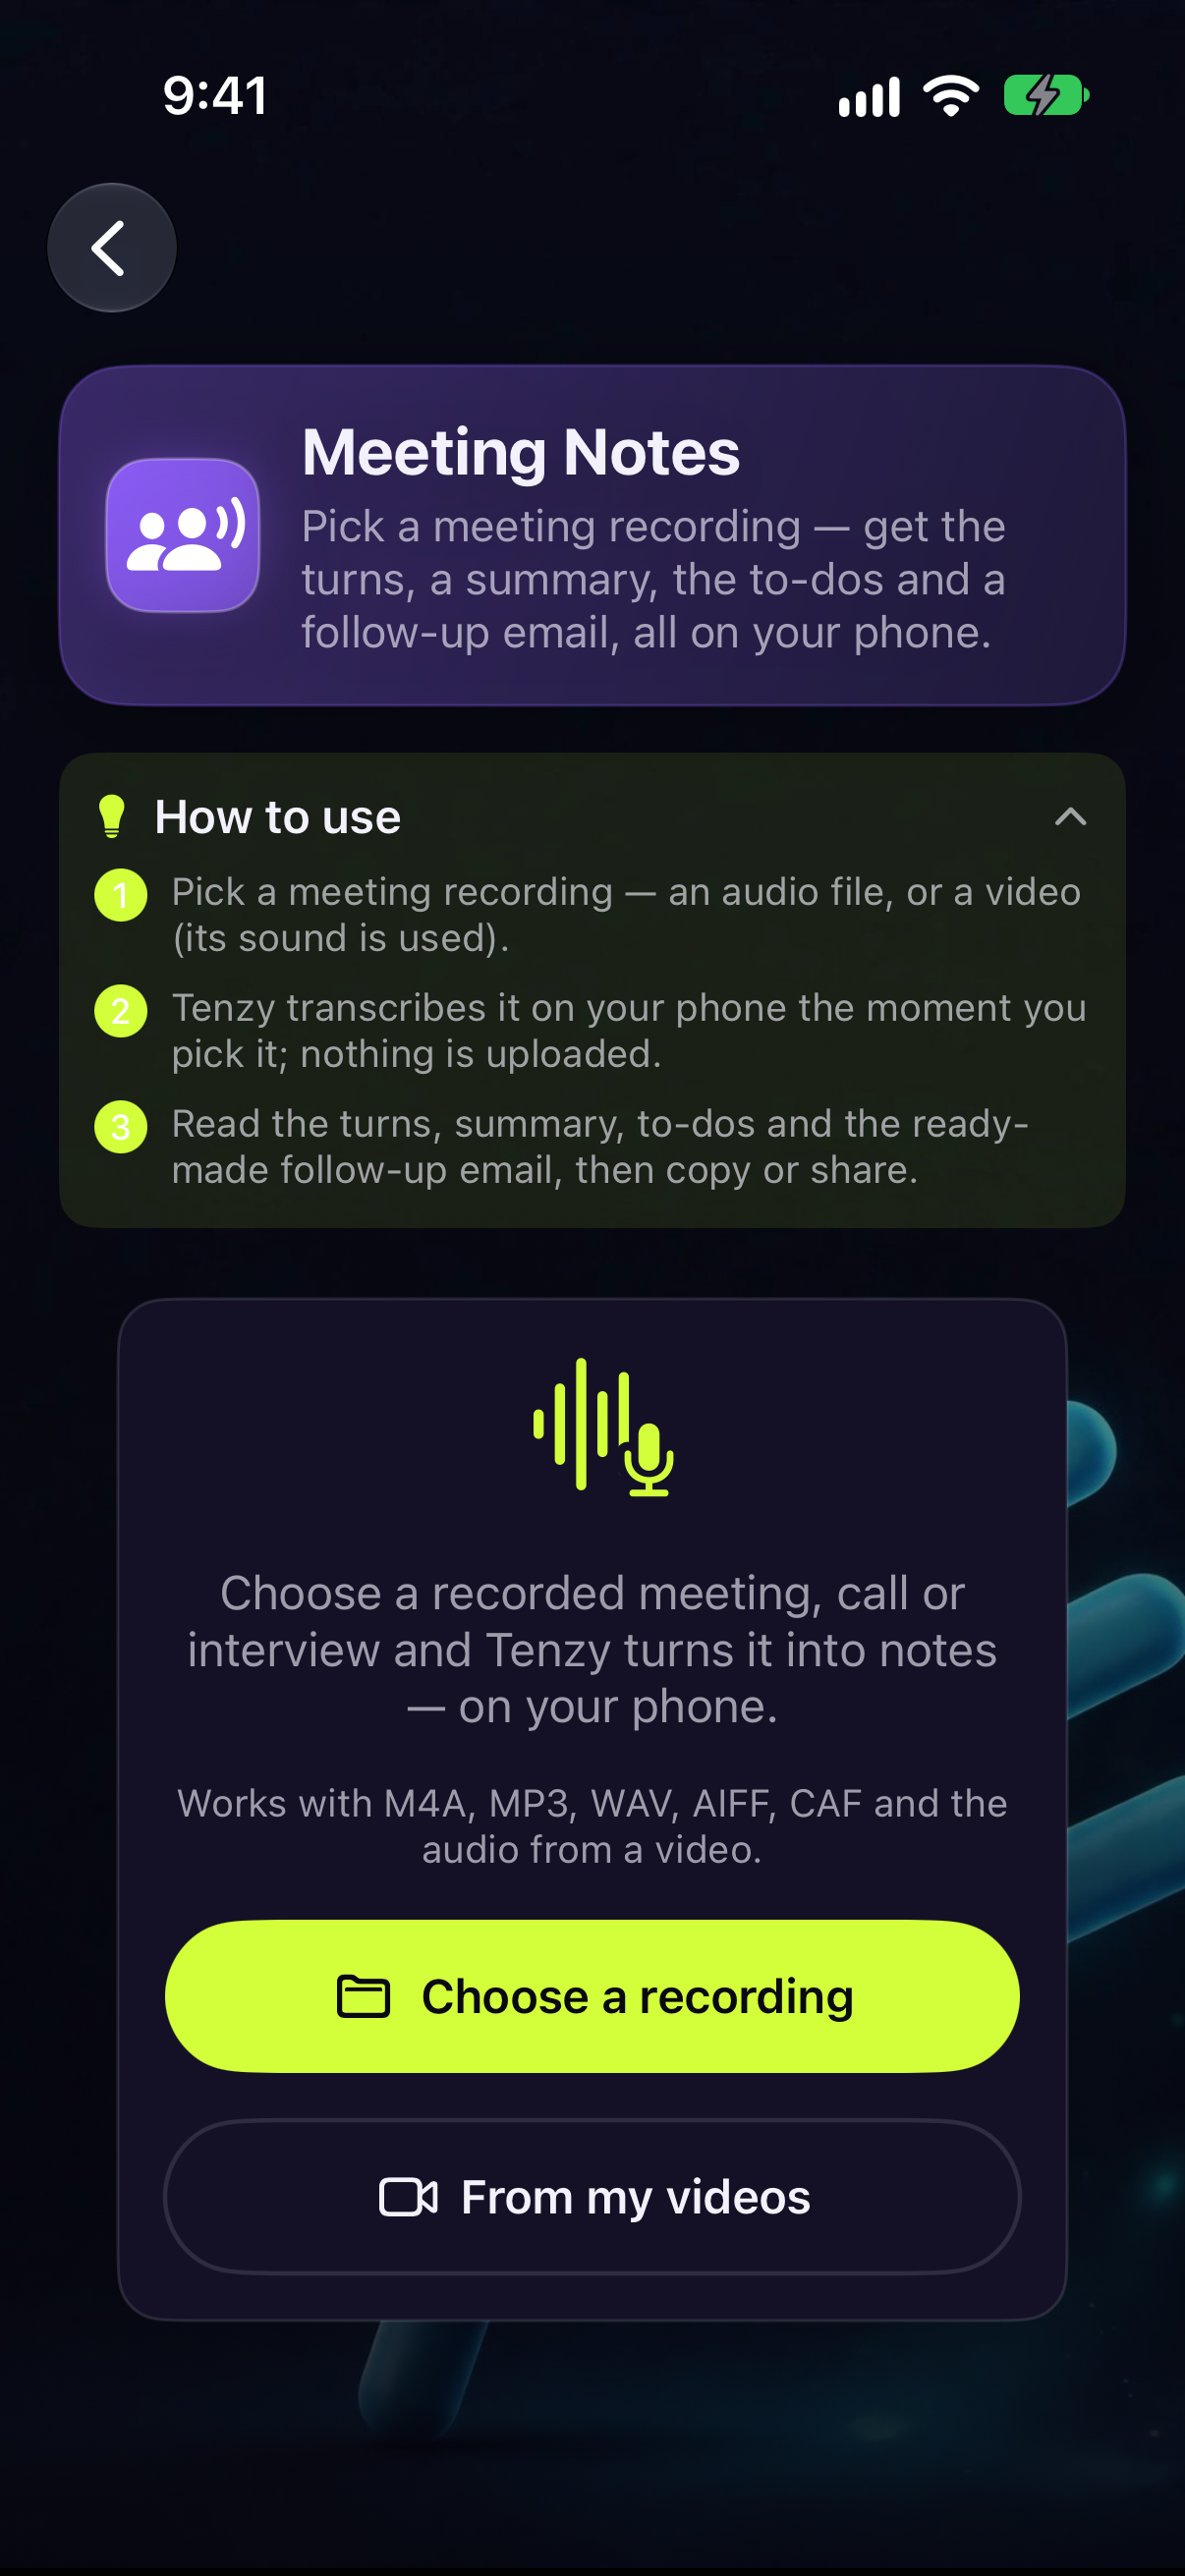 9:41
Meeting Notes
Pick a meeting recording — get the
turns, a summary, the to-dos and a
follow-up email, all on your phone.
How to use
1 Pick a meeting recording — an audio file, or a video
(its sound is used).
2 Tenzy transcribes it on your phone the moment you
pick it; nothing is uploaded.
3 Read the turns, summary, to-dos and the ready-
made follow-up email, then copy or share.
Choose a recorded meeting, call or
interview and Tenzy turns it into notes
— on your phone.
Works with M4A, MP3, WAV, AIFF, CAF and the
audio from a video.
Choose a recording
From my videos